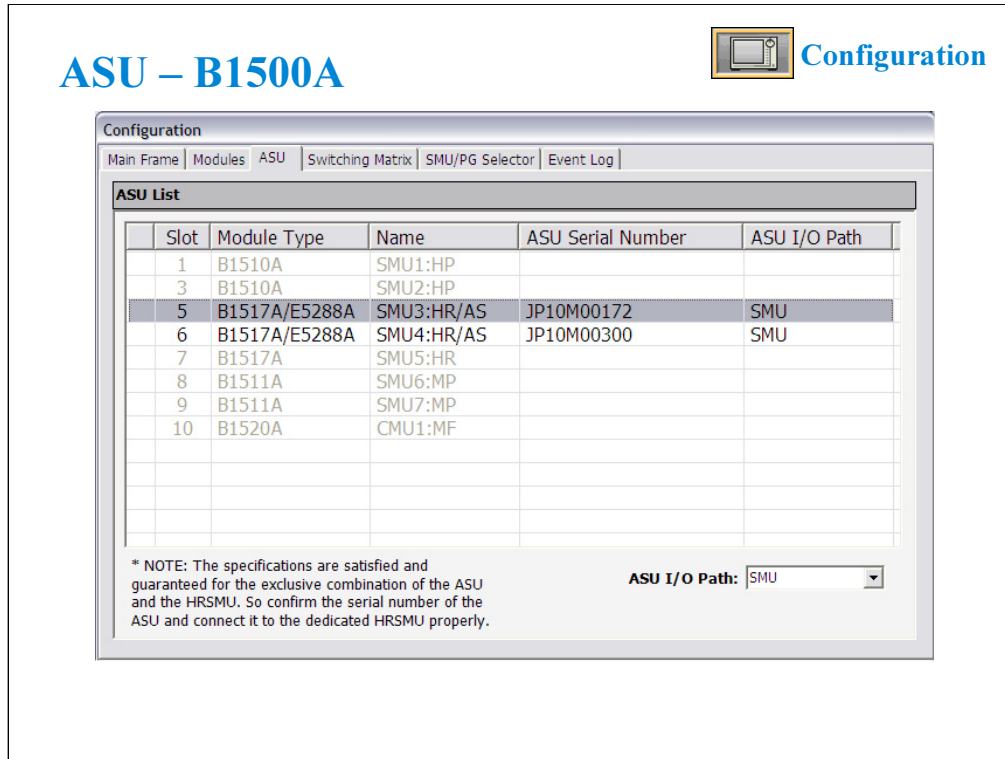 ASU – B1500A
Configuration
Configuration
Main Frame Modules ASU Switching Matrix SMU/PG Selector Event Log
ASU List
Slot Module Type Name ASU Serial Number ASU I/O Path
1 B1510A SMU1:HP
3 B1510A SMU2:HP
5 B1517A/E5288A SMU3:HR/AS JP10M00172 SMU
6 B1517A/E5288A SMU4:HR/AS JP10M00300 SMU
7 B1517A SMU5:HR
8 B1511A SMU6:MP
9 B1511A SMU7:MP
10 B1520A CMU1:MF
* NOTE: The specifications are satisfied and
guaranteed for the exclusive combination of the ASU
and the HRSMU. So confirm the serial number of the
ASU and connect it to the dedicated HRSMU properly.
ASU I/O Path: SMU